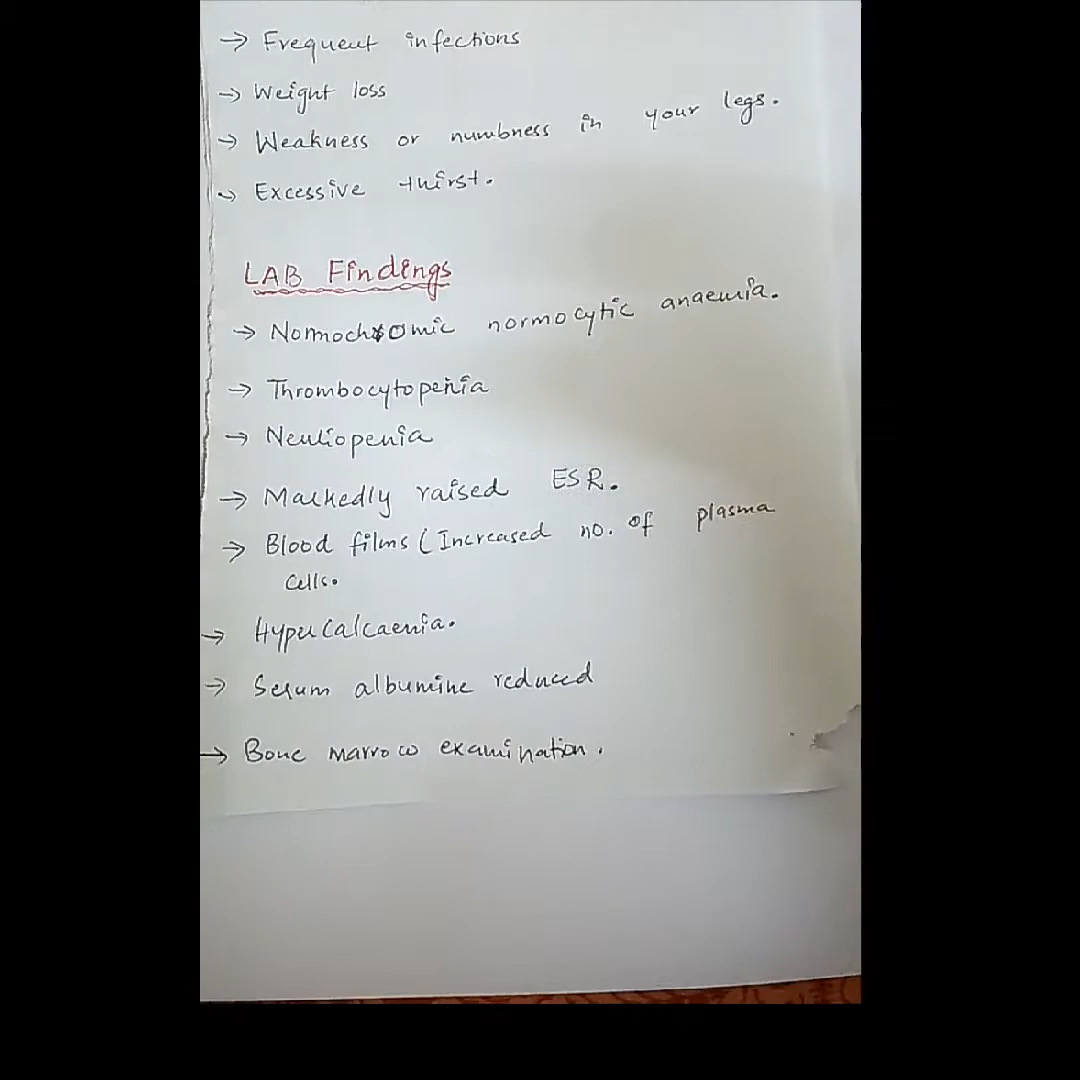 → Frequent infections
→ Weight loss
→ Weakness or numbness in your legs.
→ Excessive thirst.
LAB Findings
→ Normochromic normocytic anaemia.
→ Thrombocytopenia
→ Neutropenia
→ Markedly raised ESR.
→ Blood films (Increased no. of plasma
cells.
→ Hypercalcaemia.
→ Serum albumine reduced
→ Bone marrow examination.